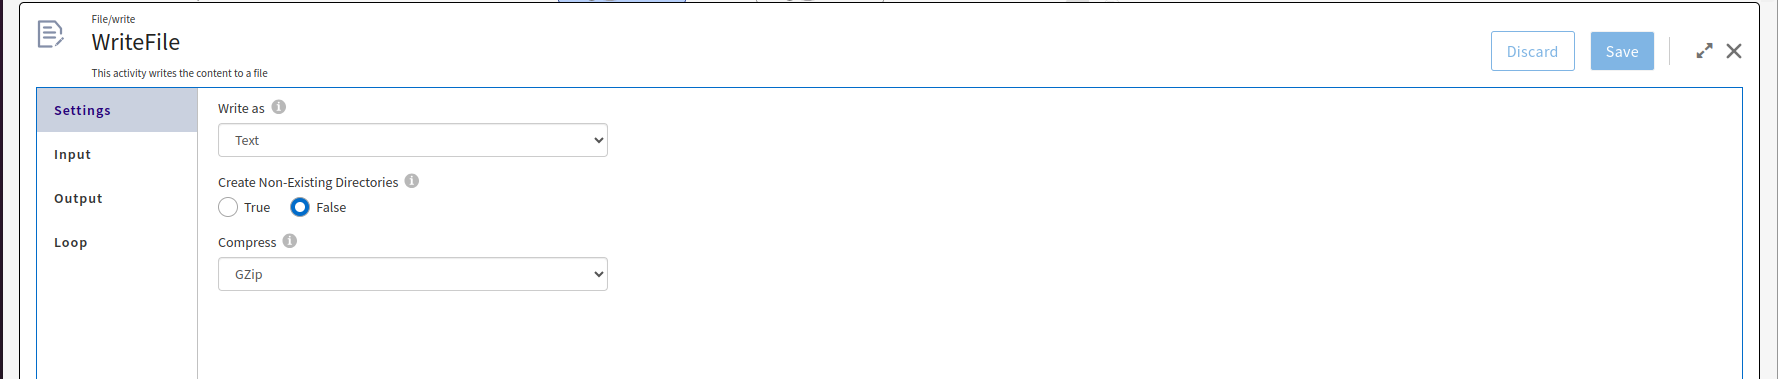 File/write
WriteFile
This activity writes the content to a file
Discard
Save
Settings
Input
Output
Loop
Write as
Text
Create Non-Existing Directories
True
False
Compress
GZip